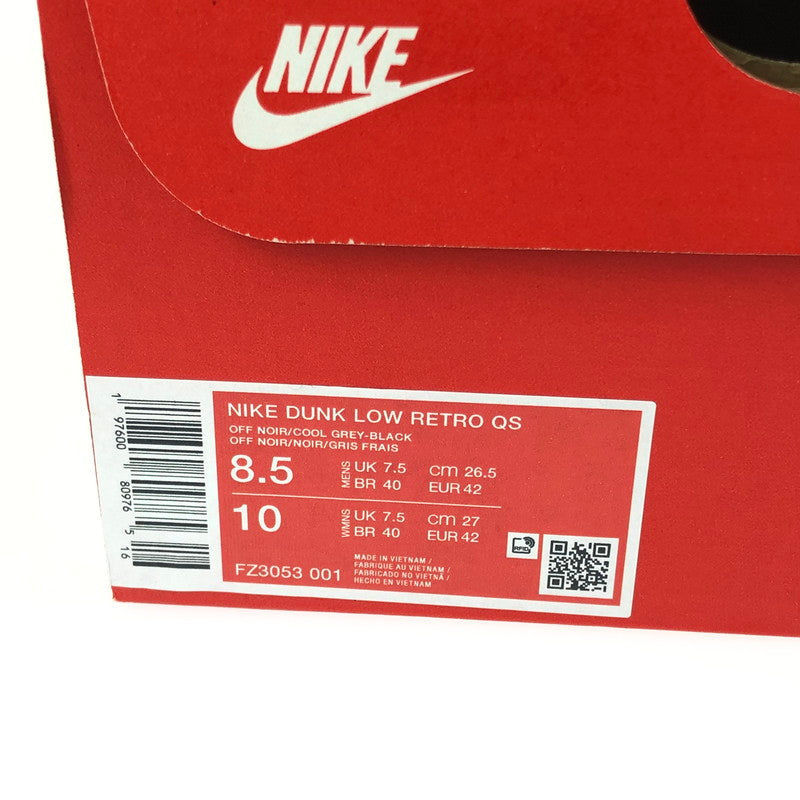 NIKE
NIKE DUNK LOW RETRO QS
OFF NOIR/COOL GREY-BLACK
OFF NOIR/NOIR/GRIS FRAIS
8.5 MENS UK 7.5 cm 26.5
BR 40 EUR 42
10 WMNS UK 7.5 cm 27
BR 40 EUR 42
FZ3053 001
MADE IN VIETNAM /
FABRIQUE AU VIETNAM /
FABRICADO NO VIETNÃ /
HECHO EN VIETNAM
RFID
1 97600 80976 5 16